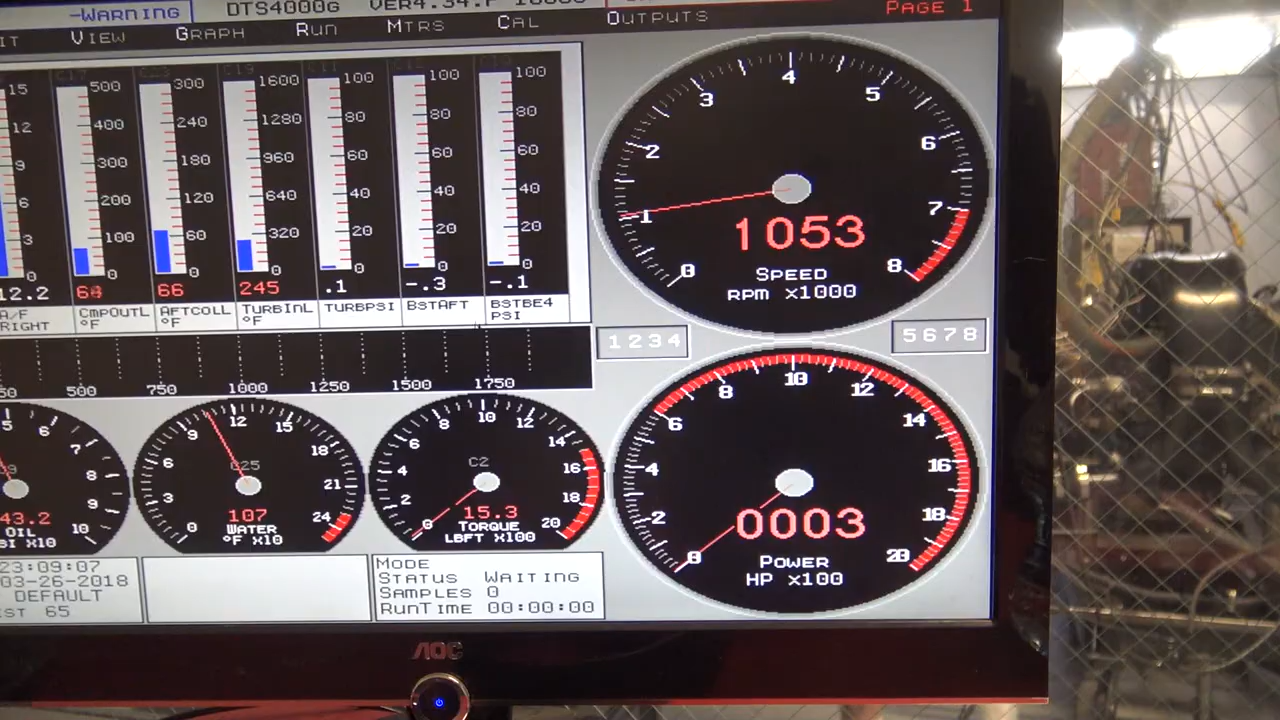 -Warning DTS4000G VER4.34.F PAGE 1
IT VIEW GRAPH RUN MTRS CAL OUTPUTS
15 500 300 1600 100 100 100
12 400 240 1280 80 80 80
9 300 180 960 60 60 60
6 200 120 640 40 40 40
3 100 60 320 20 20 20
0 0 0 0 0 0 0
12.2 68 66 245 .1 -.3 -.1
A/F RIGHT
CmpOutL °F
AftColL °F
TurbInL °F
TURBPSI
BSTAFT
BSTBE4 PSI
0 1 2 3 4 5 6 7 8
1053
SPEED
RPM x1000
1234
5678
500 750 1000 1250 1500 1750
5 6 7 8 9 10
43.2
OIL
SI x10
0 3 6 9 12 15 18 21 24
C25
107
WATER
°F x10
0 2 4 6 8 10 12 14 16 18 20
C2
15.3
TORQUE
LBFT x100
0 2 4 6 8 10 12 14 16 18 20
0003
POWER
HP x100
23:09:07
03-26-2018
DEFAULT
EST 65
MODE
STATUS WAITING
SAMPLES 0
RUNTIME 00:00:00
AOC